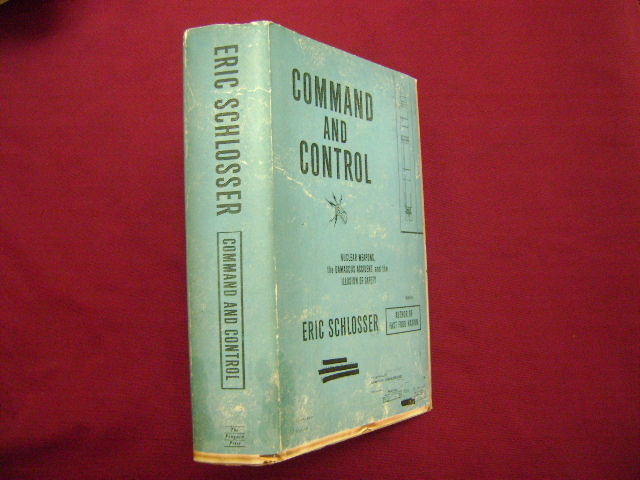 ERIC SCHLOSSER
COMMAND AND CONTROL
The
Penguin
Press
COMMAND
AND
CONTROL
NUCLEAR WEAPONS,
the DAMASCUS ACCIDENT, and the
ILLUSION OF SAFETY
ERIC SCHLOSSER
AUTHOR OF
FAST FOOD NATION